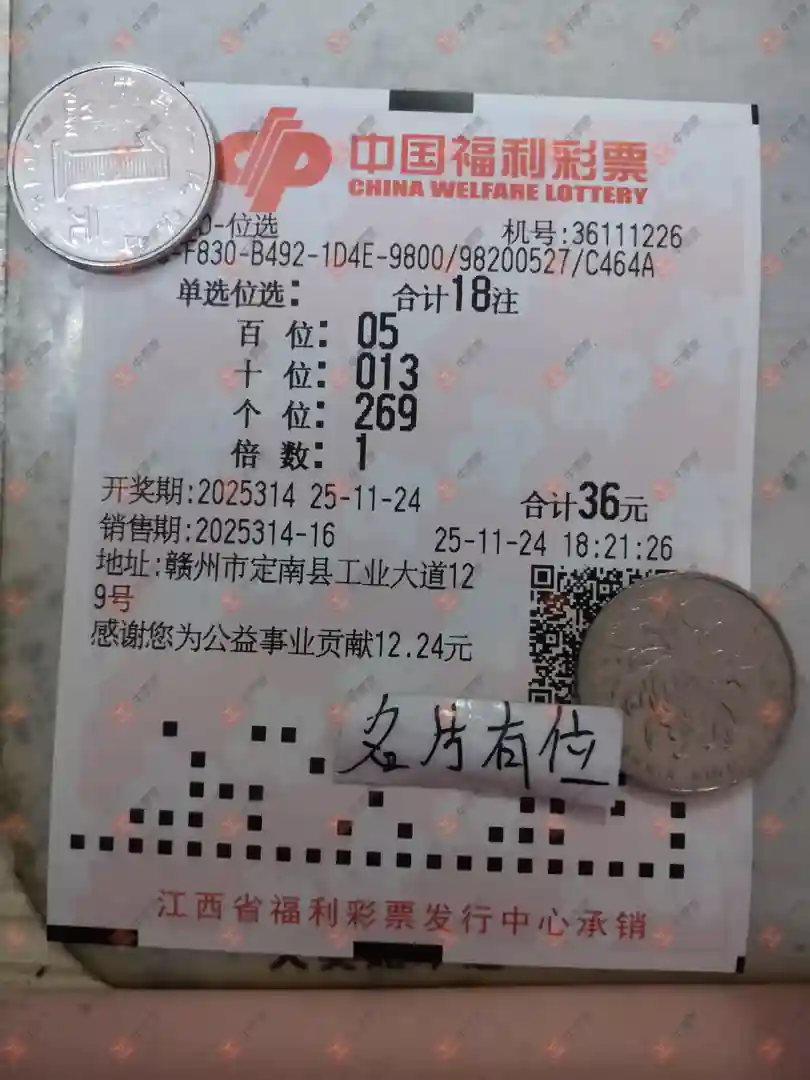 中国福利彩票
CHINA WELFARE LOTTERY
1
元
YI YUAN
D-位选 机号:36111226
-F830-B492-1D4E-9800/98200527/C464A
单选位选: 合计18注
百 位: 05
十 位: 013
个 位: 269
倍 数: 1
开奖期:2025314 25-11-24 合计36元
销售期:2025314-16 25-11-24 18:21:26
地址:赣州市定南县工业大道12
9号
感谢您为公益事业贡献12.24元
名片有位
江西省福利彩票发行中心承销